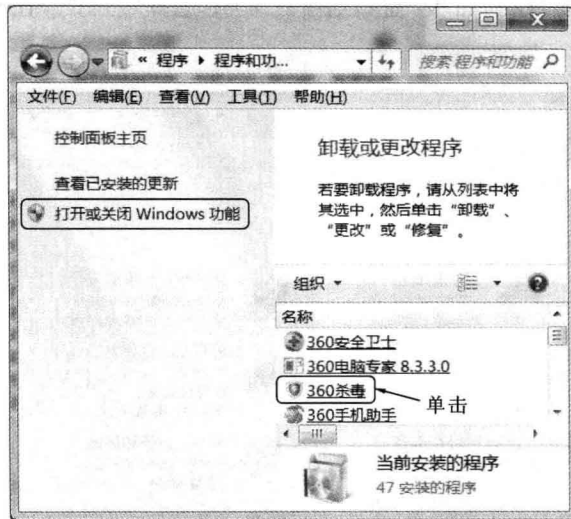 « 程序 ▸ 程序和功... 搜索程序和功能
文件(F) 编辑(E) 查看(V) 工具(T) 帮助(H)
控制面板主页
查看已安装的更新
打开或关闭 Windows 功能
卸载或更改程序
若要卸载程序，请从列表中将
其选中，然后单击“卸载”、
“更改”或“修复”。
组织
名称
360安全卫士
360电脑专家 8.3.3.0
360杀毒
单击
360手机助手
当前安装的程序
47 安装的程序